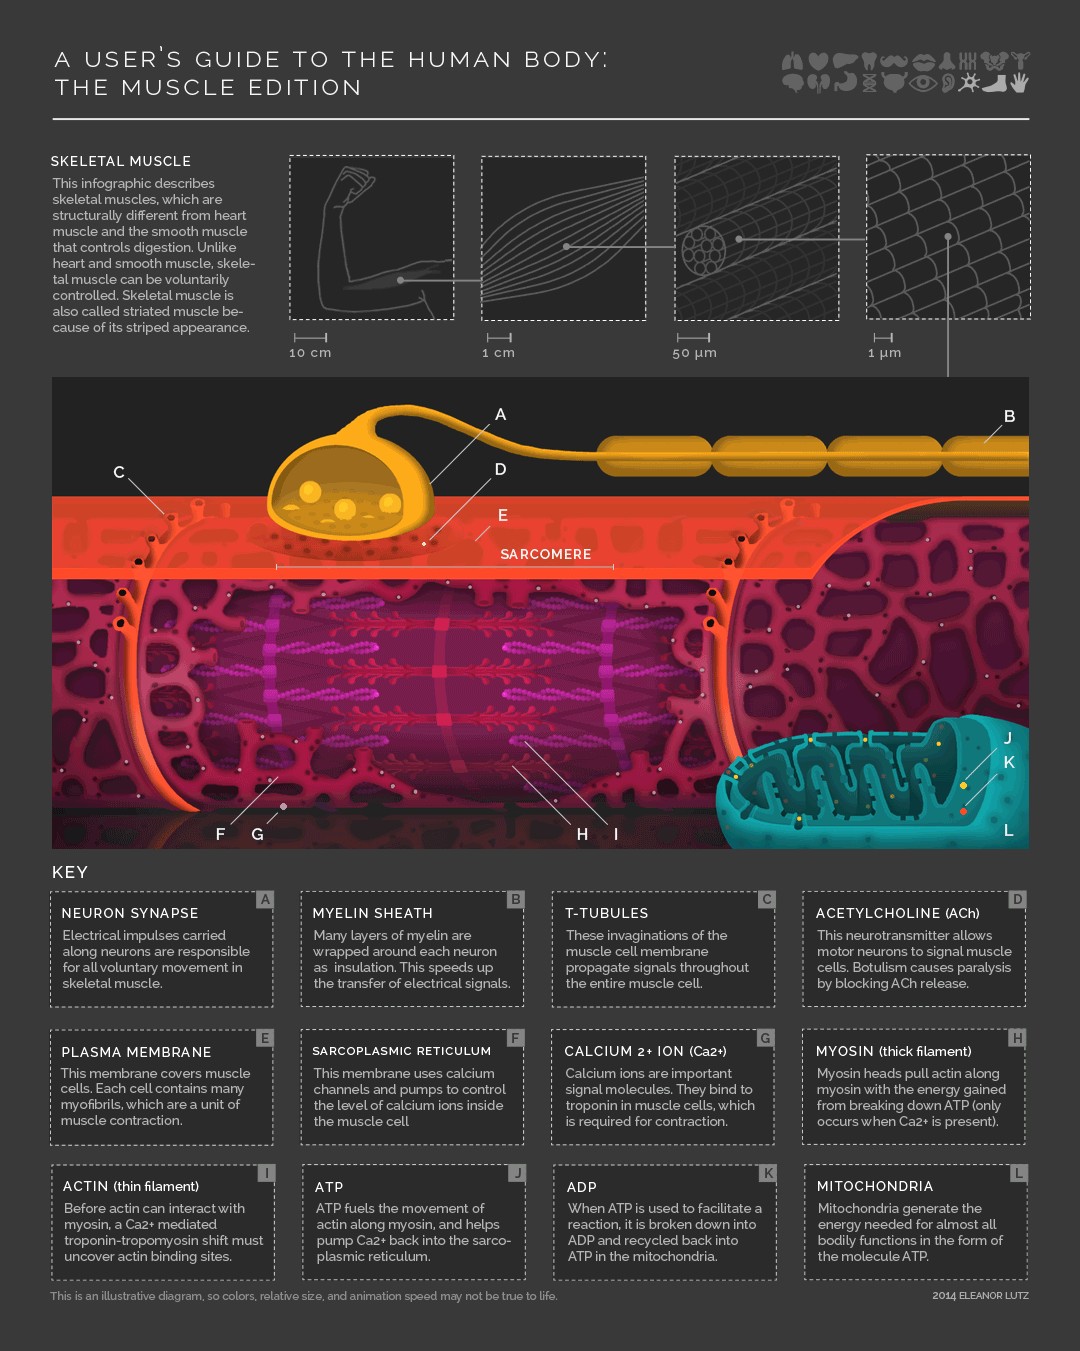 A USER'S GUIDE TO THE HUMAN BODY:
THE MUSCLE EDITION
SKELETAL MUSCLE
This infographic describes
skeletal muscles, which are
structurally different from heart
muscle and the smooth muscle
that controls digestion. Unlike
heart and smooth muscle, skele-
tal muscle can be voluntarily
controlled. Skeletal muscle is
also called striated muscle be-
cause of its striped appearance.
10 cm
1 cm
50 µm
1 µm
A
B
C
D
E
SARCOMERE
J
K
L
F
G
H
I
KEY
A
NEURON SYNAPSE
Electrical impulses carried
along neurons are responsible
for all voluntary movement in
skeletal muscle.
B
MYELIN SHEATH
Many layers of myelin are
wrapped around each neuron
as insulation. This speeds up
the transfer of electrical signals.
C
T-TUBULES
These invaginations of the
muscle cell membrane
propagate signals throughout
the entire muscle cell.
D
ACETYLCHOLINE (ACh)
This neurotransmitter allows
motor neurons to signal muscle
cells. Botulism causes paralysis
by blocking ACh release.
E
PLASMA MEMBRANE
This membrane covers muscle
cells. Each cell contains many
myofibrils, which are a unit of
muscle contraction.
F
SARCOPLASMIC RETICULUM
This membrane uses calcium
channels and pumps to control
the level of calcium ions inside
the muscle cell
G
CALCIUM 2+ ION (Ca2+)
Calcium ions are important
signal molecules. They bind to
troponin in muscle cells, which
is required for contraction.
H
MYOSIN (thick filament)
Myosin heads pull actin along
myosin with the energy gained
from breaking down ATP (only
occurs when Ca2+ is present).
I
ACTIN (thin filament)
Before actin can interact with
myosin, a Ca2+ mediated
troponin-tropomyosin shift must
uncover actin binding sites.
J
ATP
ATP fuels the movement of
actin along myosin, and helps
pump Ca2+ back into the sarco-
plasmic reticulum.
K
ADP
When ATP is used to facilitate a
reaction, it is broken down into
ADP and recycled back into
ATP in the mitochondria.
L
MITOCHONDRIA
Mitochondria generate the
energy needed for almost all
bodily functions in the form of
the molecule ATP.
This is an illustrative diagram, so colors, relative size, and animation speed may not be true to life.
2014 ELEANOR LUTZ